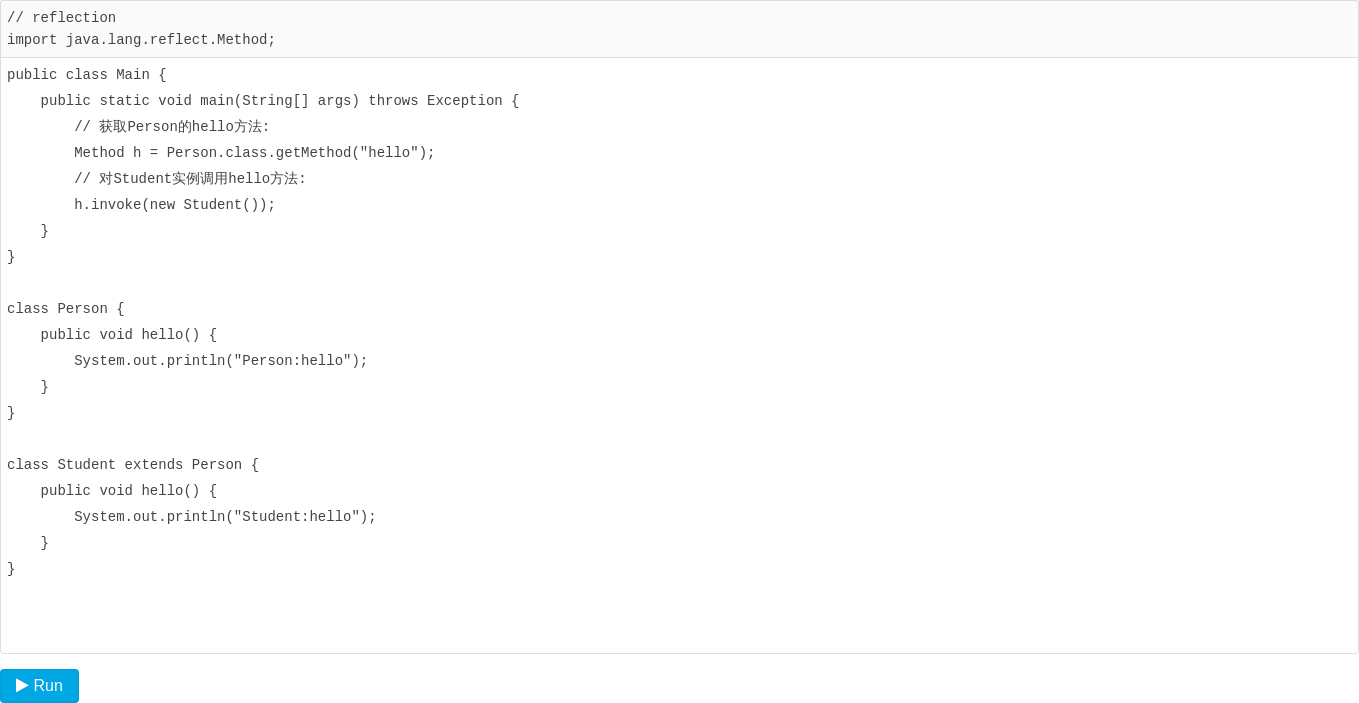 // reflection
import java.lang.reflect.Method;
public class Main {
    public static void main(String[] args) throws Exception {
        // 获取Person的hello方法:
        Method h = Person.class.getMethod("hello");
        // 对Student实例调用hello方法:
        h.invoke(new Student());
    }
}

class Person {
    public void hello() {
        System.out.println("Person:hello");
    }
}

class Student extends Person {
    public void hello() {
        System.out.println("Student:hello");
    }
}
Run